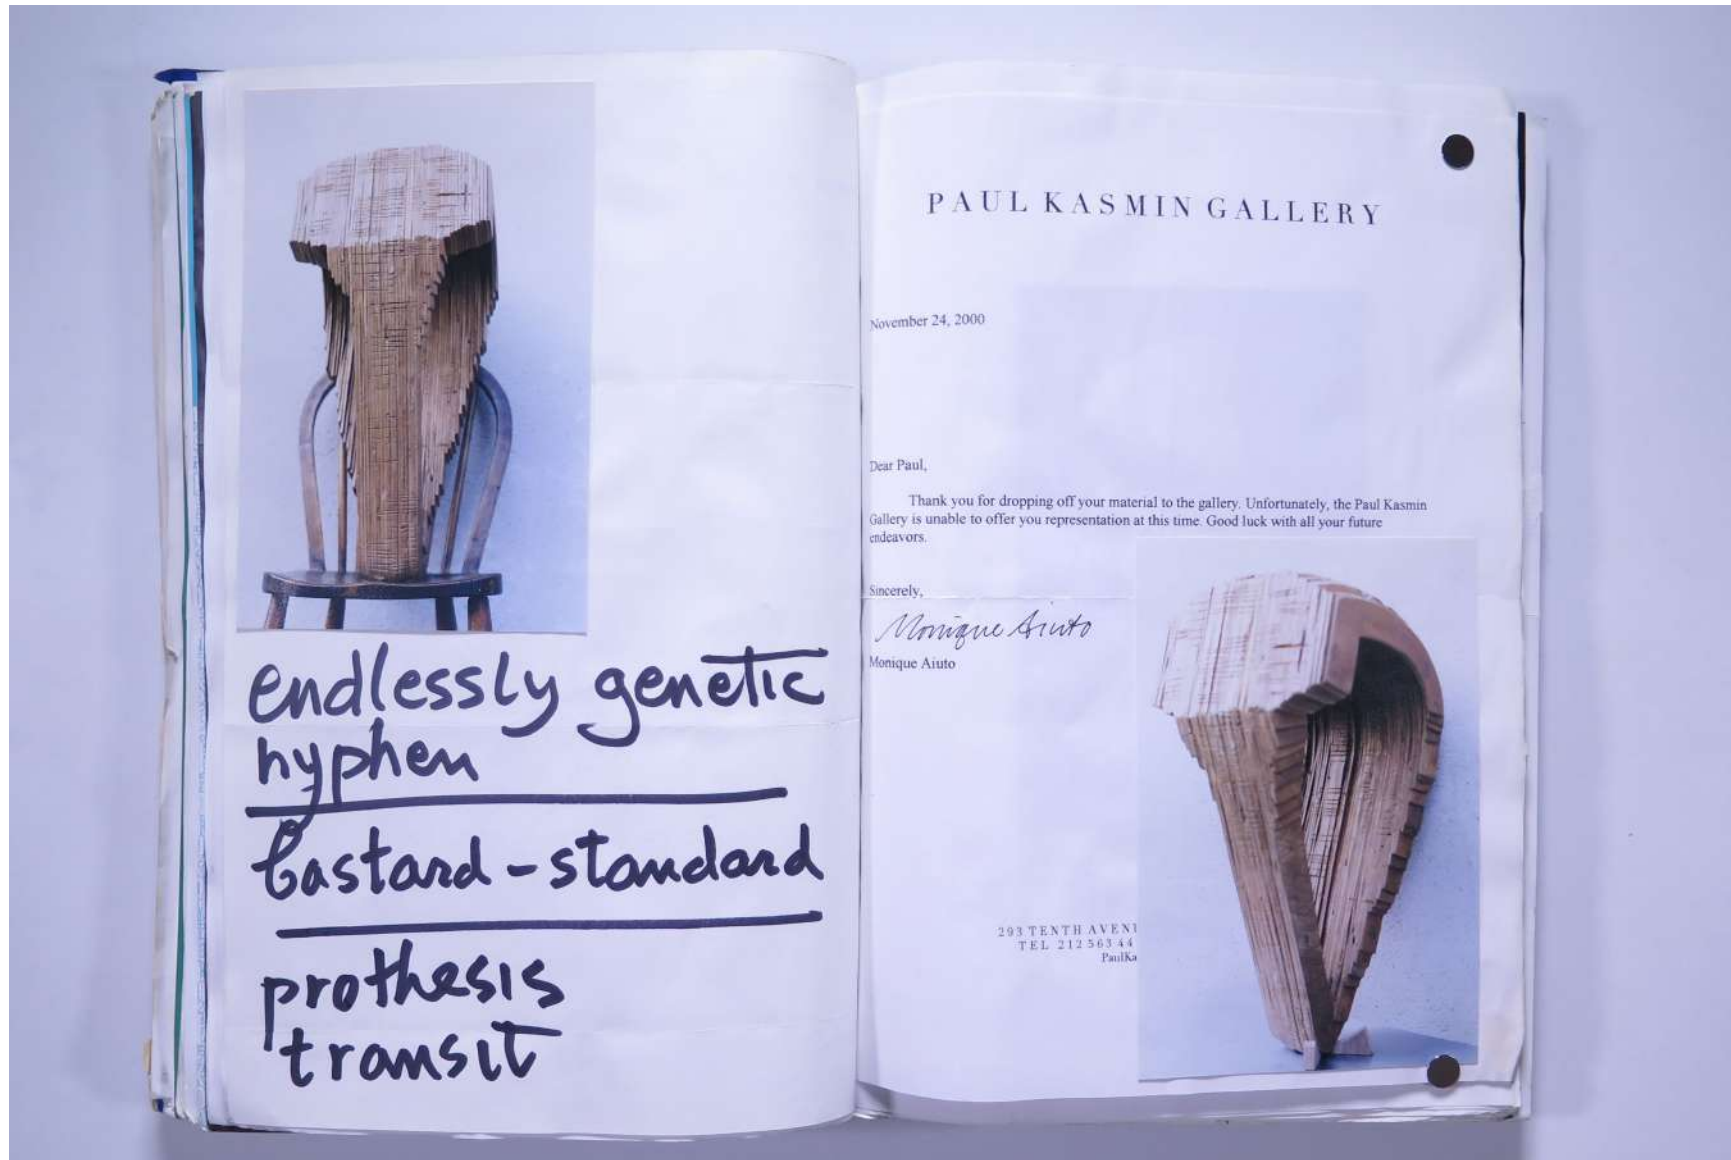 endlessly genetic
hyphen
bastard-standard
prothesis
transit
PAUL KASMIN GALLERY
November 24, 2000
Dear Paul,
Thank you for dropping off your material to the gallery. Unfortunately, the Paul Kasmin
Gallery is unable to offer you representation at this time. Good luck with all your future
endeavors.
Sincerely,
Monique Aiuto
Monique Aiuto
293 TENTH AVENU
TEL 212 563 44
PaulKa